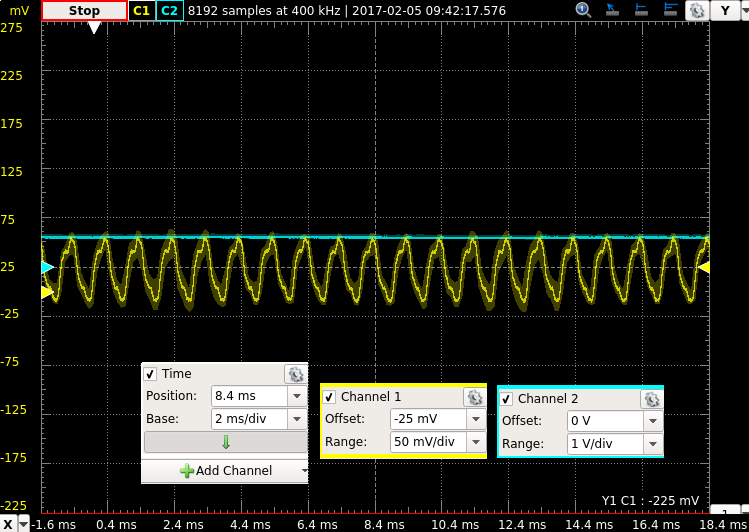 mV Stop C1 C2 8192 samples at 400 kHz | 2017-02-05 09:42:17.576 Y
275
225
175
125
75
25
-25
-75
-125
-175
-225
Time
Position: 8.4 ms
Base: 2 ms/div
Add Channel
Channel 1
Offset: -25 mV
Range: 50 mV/div
Channel 2
Offset: 0 V
Range: 1 V/div
Y1 C1 : -225 mV
X -1.6 ms 0.4 ms 2.4 ms 4.4 ms 6.4 ms 8.4 ms 10.4 ms 12.4 ms 14.4 ms 16.4 ms 18.4 ms